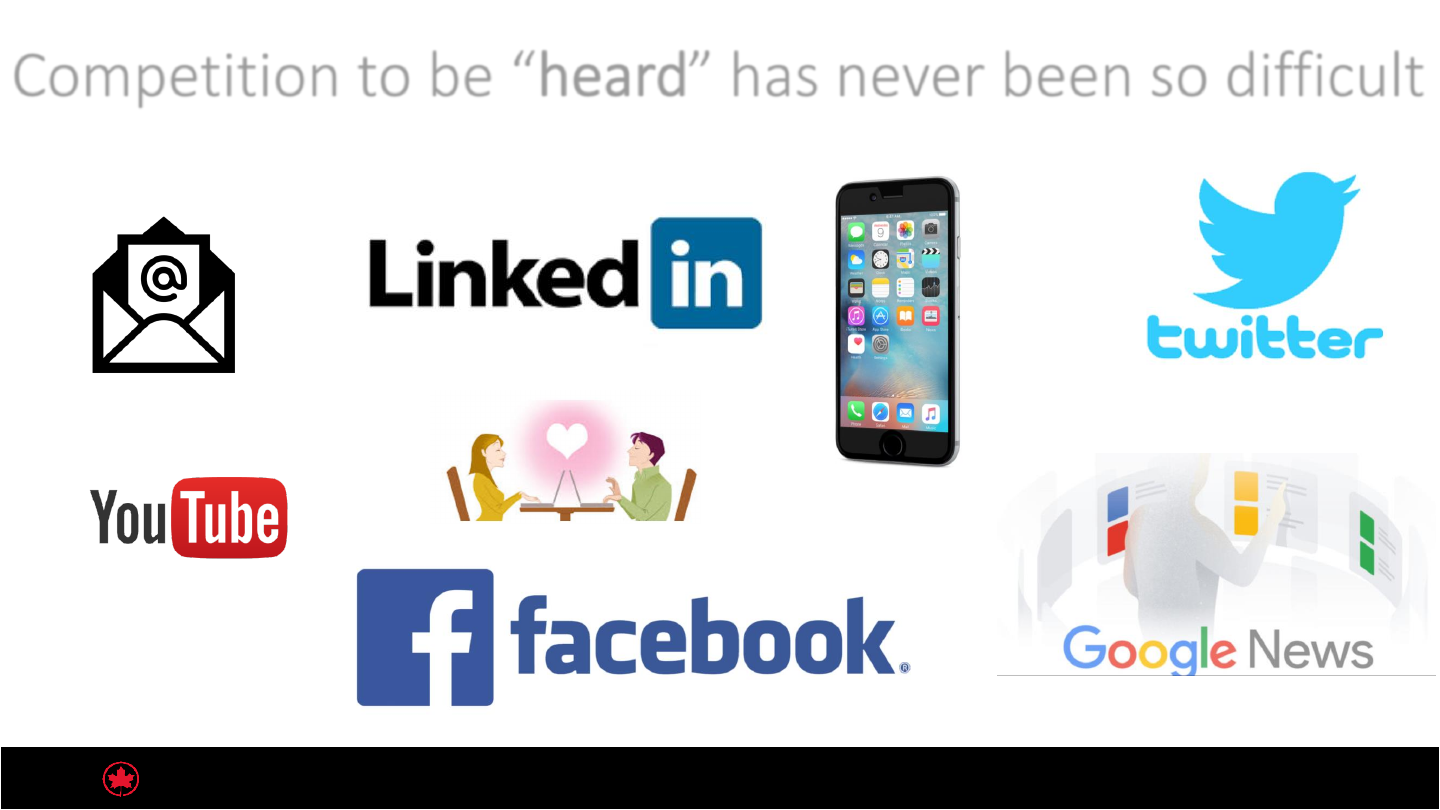 Competition to be “heard” has never been so difficult
@
Linked in
twitter
YouTube
facebook®
Google News